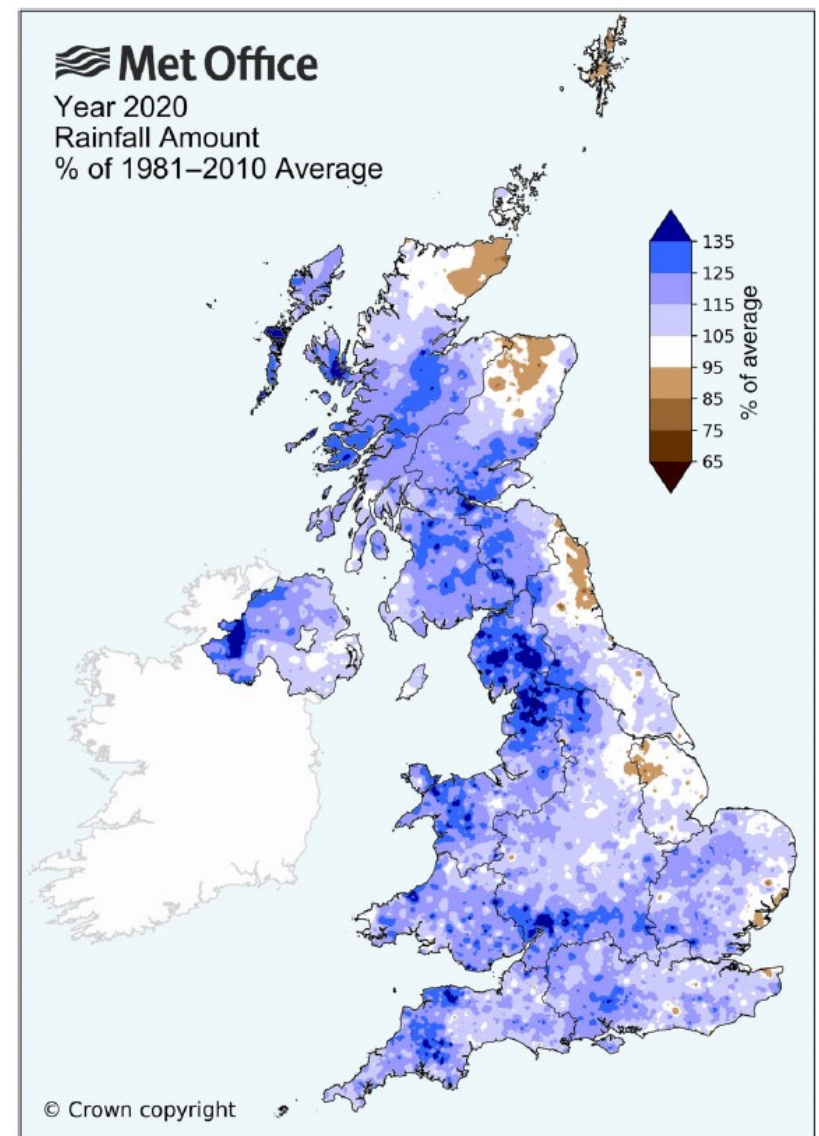 Met Office
Year 2020
Rainfall Amount
% of 1981–2010 Average
135
125
115
105
95
85
75
65
% of average
© Crown copyright